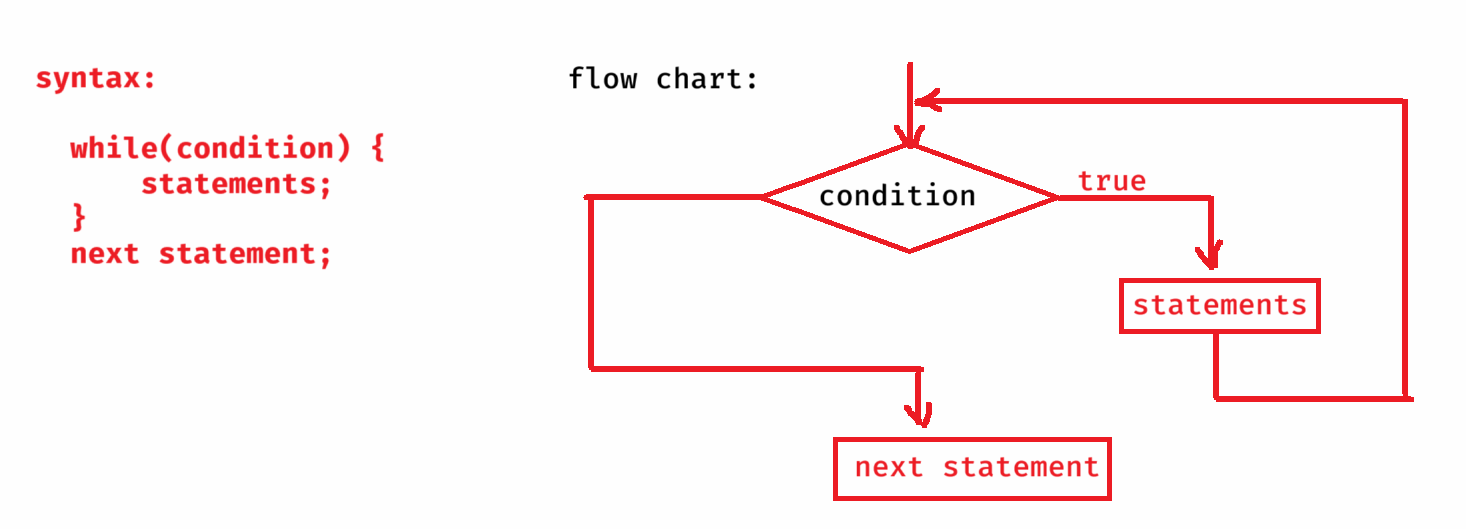 syntax:
while(condition) {
statements;
}
next statement;
flow chart:
condition
true
statements
next statement